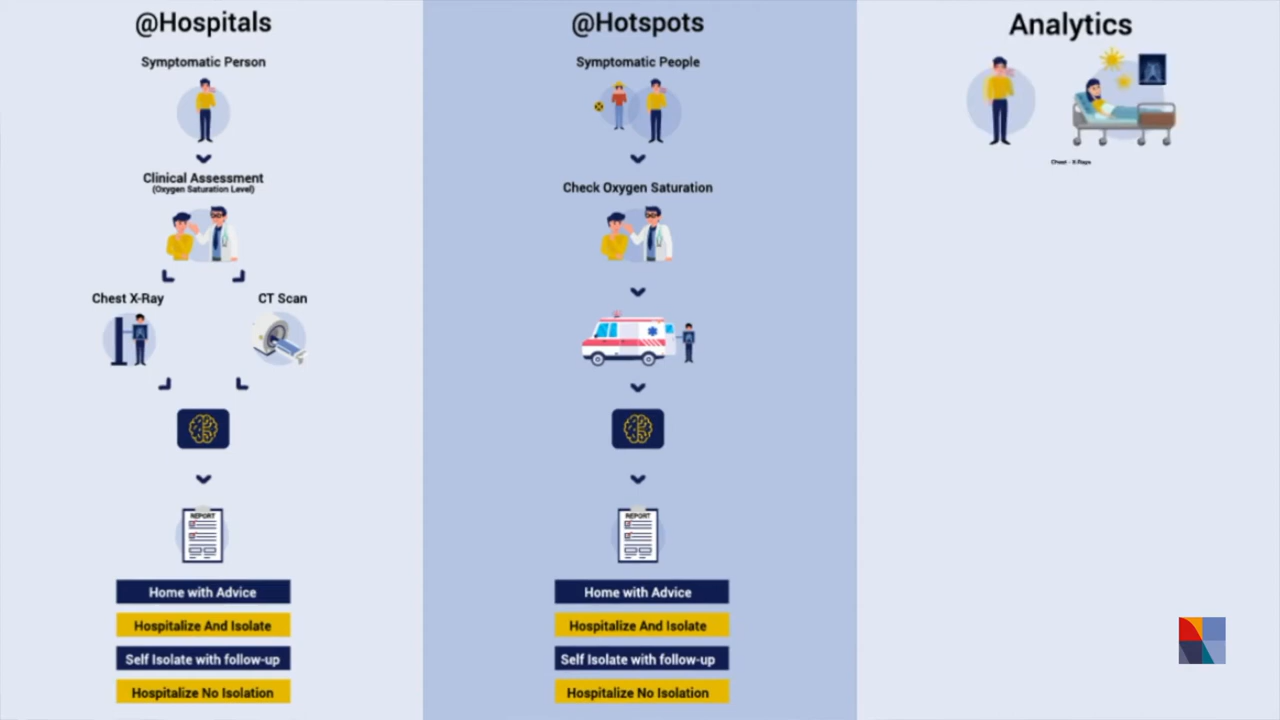 @Hospitals
Symptomatic Person
Clinical Assessment
(Oxygen Saturation Level)
Chest X-Ray
CT Scan
REPORT
Home with Advice
Hospitalize And Isolate
Self Isolate with follow-up
Hospitalize No Isolation
@Hotspots
Symptomatic People
Check Oxygen Saturation
REPORT
Home with Advice
Hospitalize And Isolate
Self Isolate with follow-up
Hospitalize No Isolation
Analytics
Chest - X-Rays